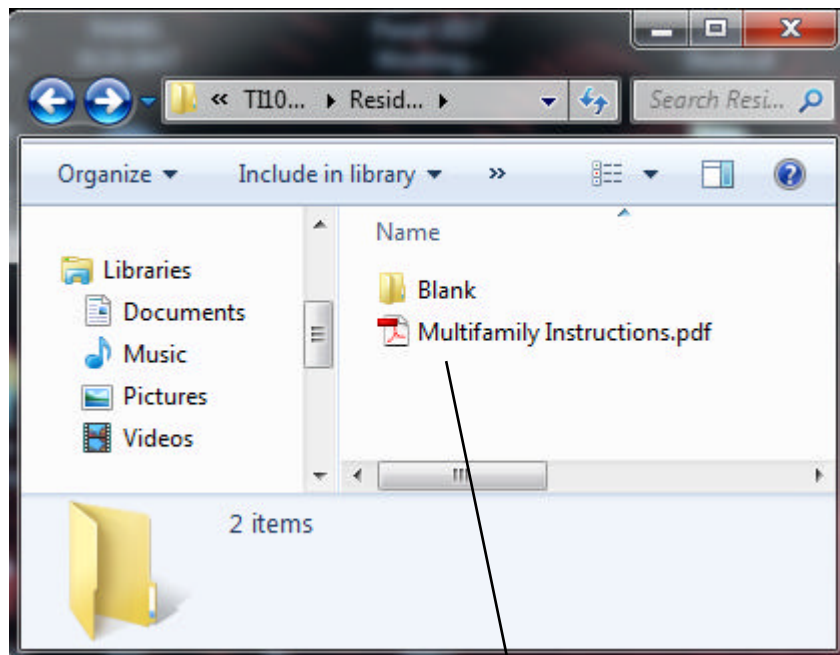 « TI10... ▸ Resid... ▸ Search Resi...
Organize Include in library »
Name
Libraries
Documents
Music
Pictures
Videos
Blank
Multifamily Instructions.pdf
2 items